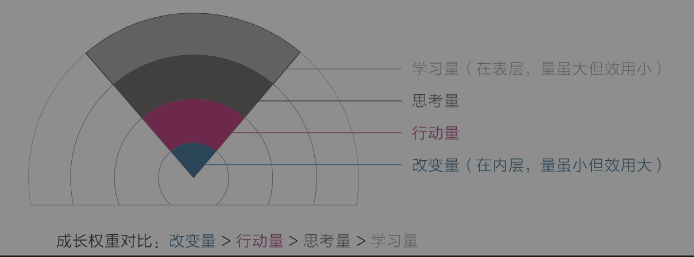 学习量（在表层，量虽大但效用小）
思考量
行动量
改变量（在内层，量虽小但效用大）
成长权重对比：改变量 > 行动量 > 思考量 > 学习量